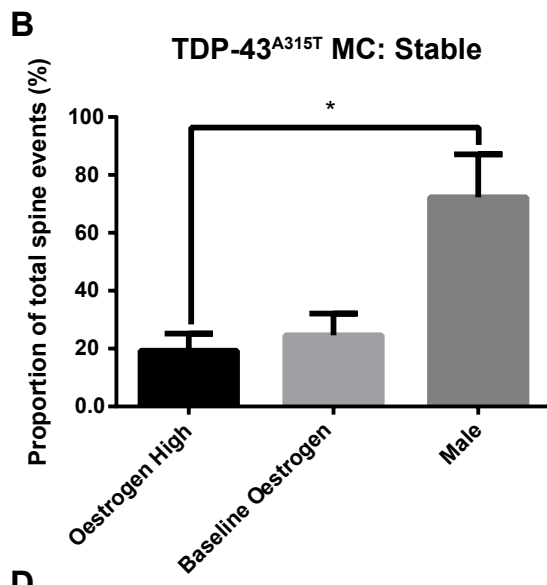 B
TDP-43A315T MC: Stable
*
Proportion of total spine events (%)
100
80
60
40
20
0.0
Oestrogen High
Baseline Oestrogen
Male
D